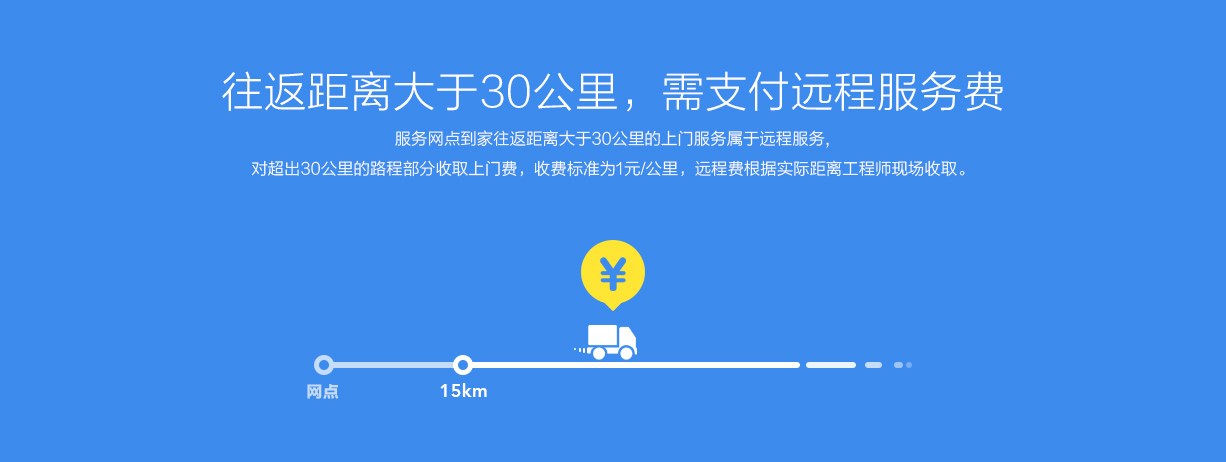 往返距离大于30公里，需支付远程服务费
服务网点到家往返距离大于30公里的上门服务属于远程服务，
对超出30公里的路程部分收取上门费，收费标准为1元/公里，远程费根据实际距离工程师现场收取。
¥
网点
15km